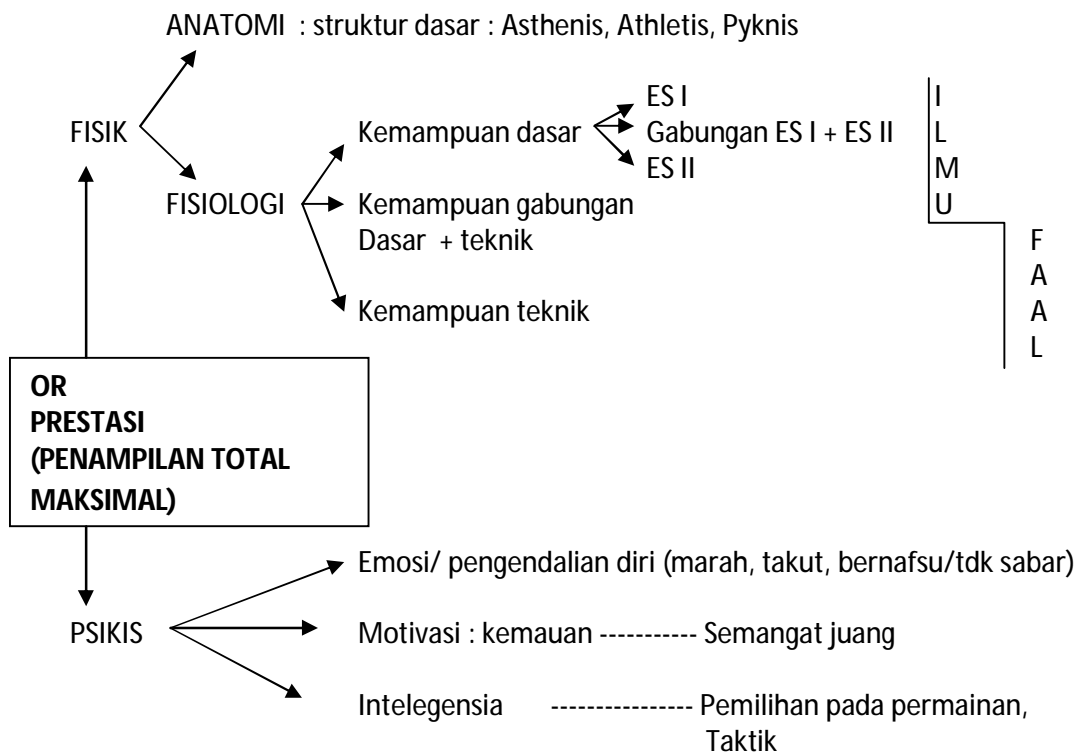 ANATOMI : struktur dasar : Asthenis, Athletis, Pyknis
FISIK
Kemampuan dasar
ES I
Gabungan ES I + ES II
ES II
FISIOLOGI
Kemampuan gabungan
Dasar + teknik
Kemampuan teknik
I
L
M
U
F
A
A
L
OR
PRESTASI
(PENAMPILAN TOTAL
MAKSIMAL)
PSIKIS
Emosi/ pengendalian diri (marah, takut, bernafsu/tdk sabar)
Motivasi : kemauan ----------- Semangat juang
Intelegensia ---------------- Pemilihan pada permainan,
Taktik